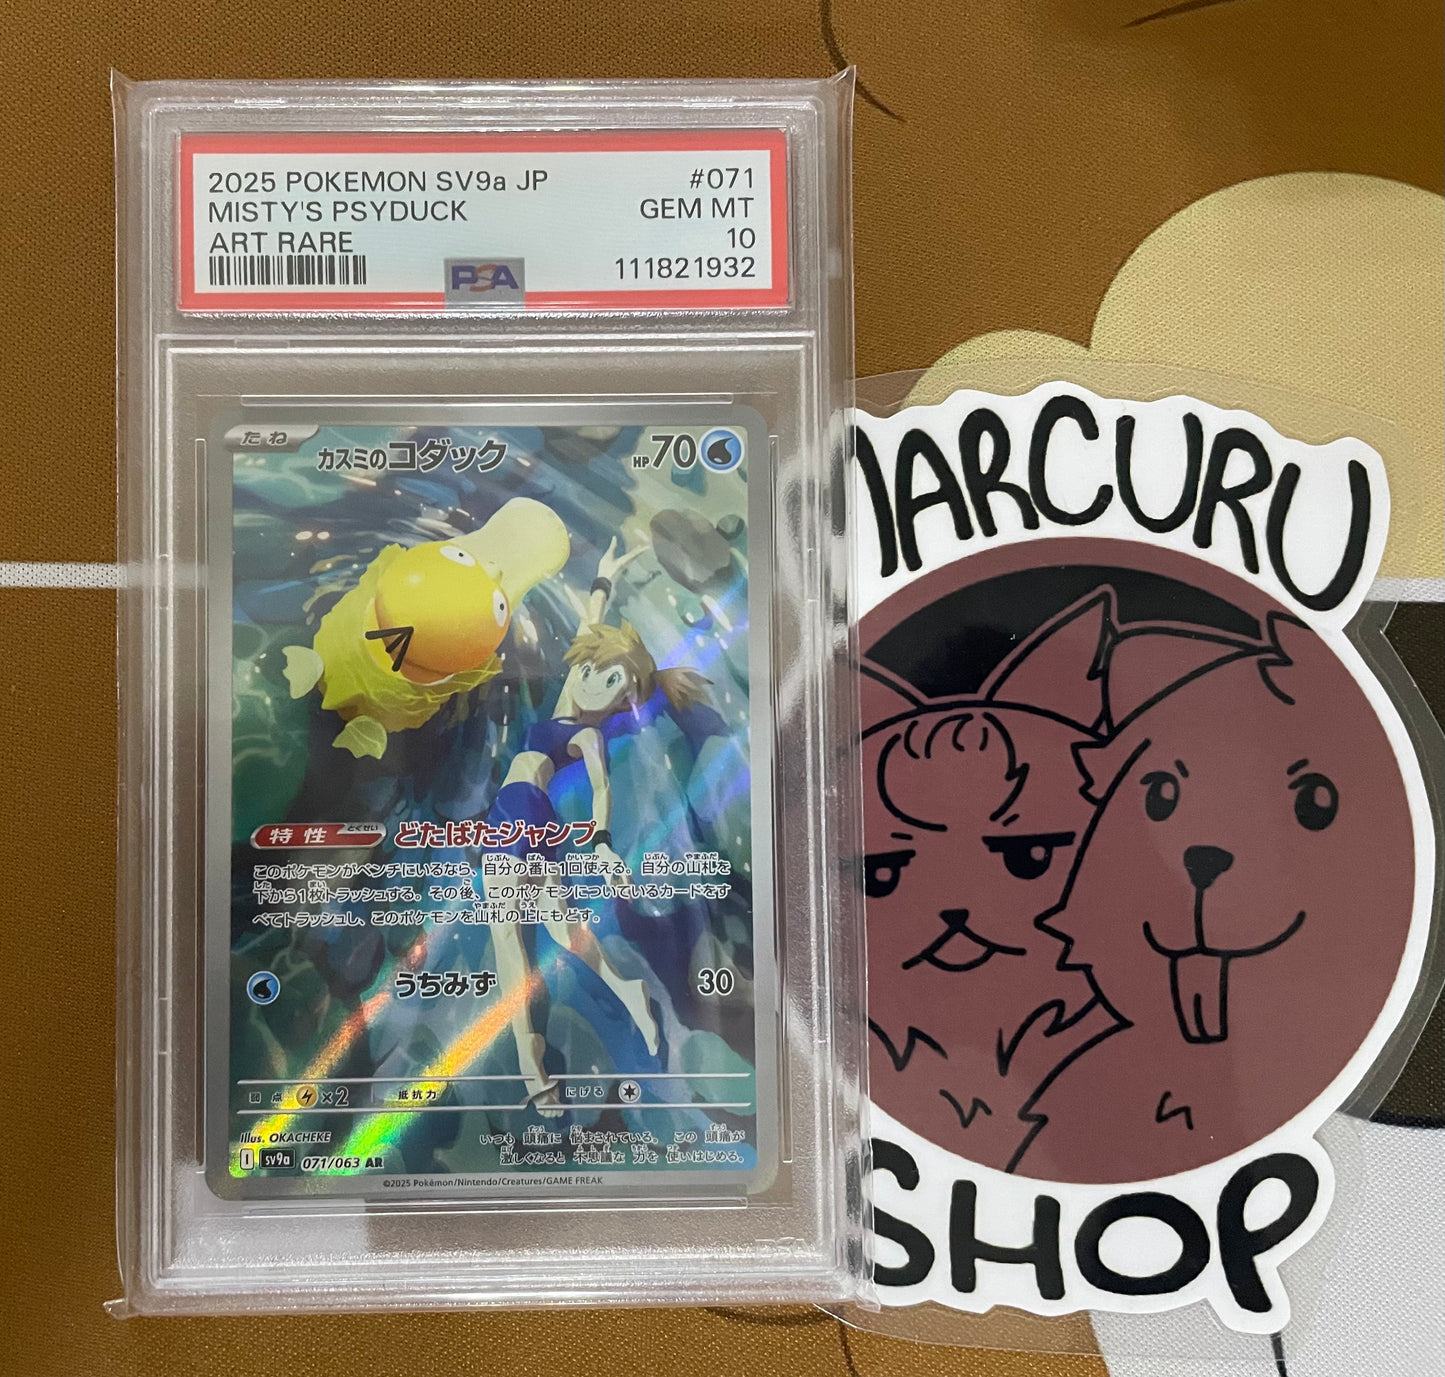 2025 POKEMON SV9a JP #071
MISTY'S PSYDUCK GEM MT
ART RARE 10
PSA 111821932
たね カスミのコダック HP70
特性 とくせい どたばたジャンプ
このポケモンがベンチにいるなら、自分の番に1回使える。自分の山札を
下から1枚トラッシュする。その後、このポケモンについているカードをす
べてトラッシュし、このポケモンを山札の上にもどす。
うちみず 30
弱点 ×2 抵抗力 にげる
Illus. OKACHEKE
いつも 頭痛に 悩まされている。 この 頭痛が
激しくなると 不思議な 力を 使いはじめる。
I sv9a 071/063 AR
©2025 Pokémon/Nintendo/Creatures/GAME FREAK
MARCURU
SHOP